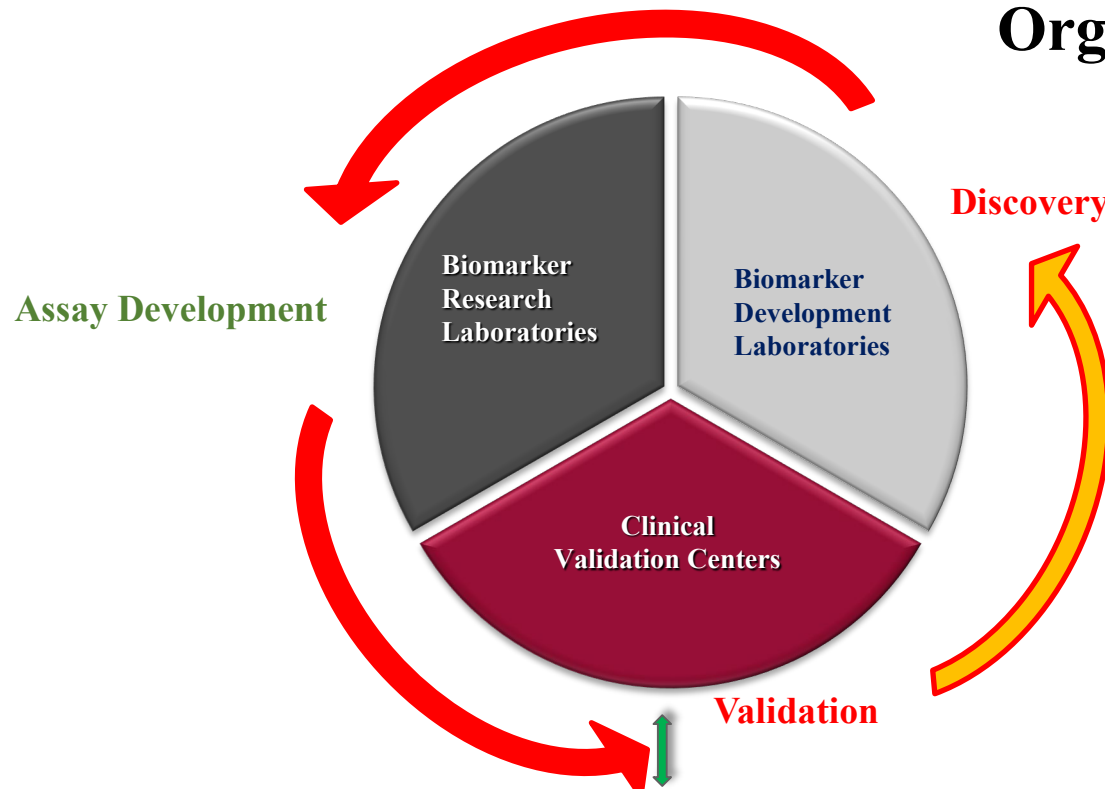 Org
Discovery
Biomarker
Research
Laboratories
Biomarker
Development
Laboratories
Assay Development
Clinical
Validation Centers
Validation